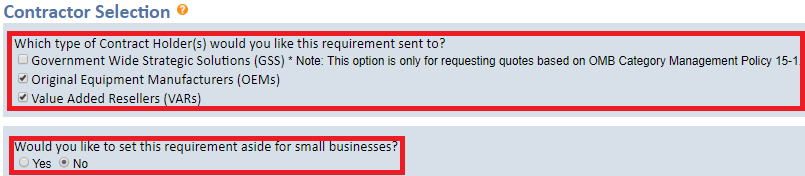 Contractor Selection ?
Which type of Contract Holder(s) would you like this requirement sent to?
Government Wide Strategic Solutions (GSS) * Note: This option is only for requesting quotes based on OMB Category Management Policy 15-1
Original Equipment Manufacturers (OEMs)
Value Added Resellers (VARs)
Would you like to set this requirement aside for small businesses?
Yes No